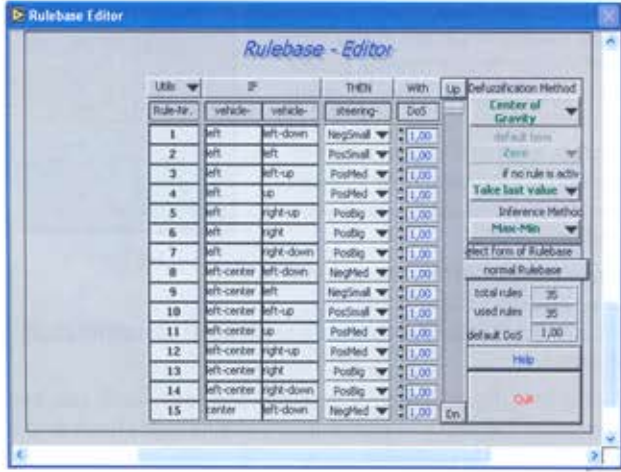 Rulebase Editor
Rulebase - Editor
Utils IF THEN With Up Defuzzification Method
Rule-Nr. vehicle- vehicle- steering- DoS Center of Gravity
default term
Zero
1 left left-down NegSmall 1,00
2 left left PosSmall 1,00
if no rule is activ
3 left left-up PosMed 1,00
4 left up PosMed 1,00 Take last value
5 left right-up PosBig 1,00 Inference Method
6 left right PosBig 1,00 Max-Min
7 left right-down PosBig 1,00 elect form of Rulebase
8 left-center left-down NegMed 1,00 normal Rulebase
9 left-center left NegSmall 1,00 total rules 35
10 left-center left-up PosSmall 1,00 used rules 35
11 left-center up PosMed 1,00 default DoS 1,00
12 left-center right-up PosMed 1,00 Help
13 left-center right PosBig 1,00
14 left-center right-down PosBig 1,00 Quit
15 center left-down NegMed 1,00 Dn